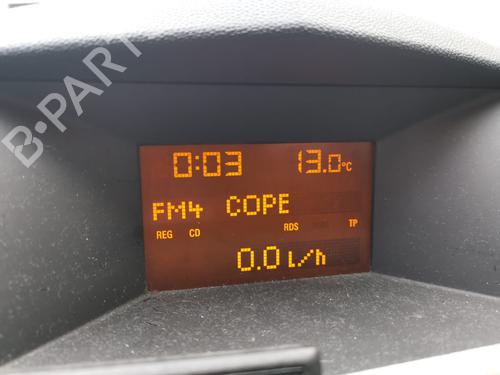 B-PART
0:03 13.0°C
FM4 COPE
REG CD RDS TP
0.0 L/h